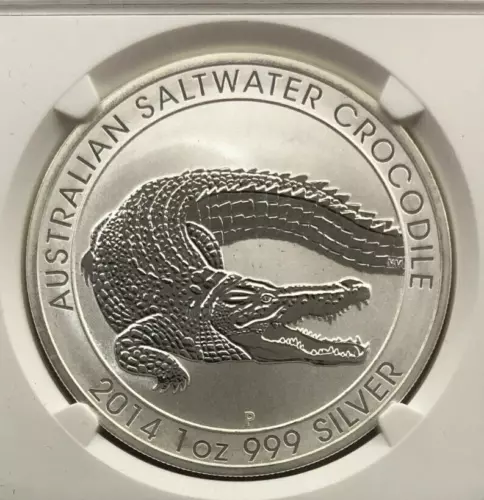 AUSTRALIAN SALTWATER CROCODILE
P
2014 1oz 999 SILVER